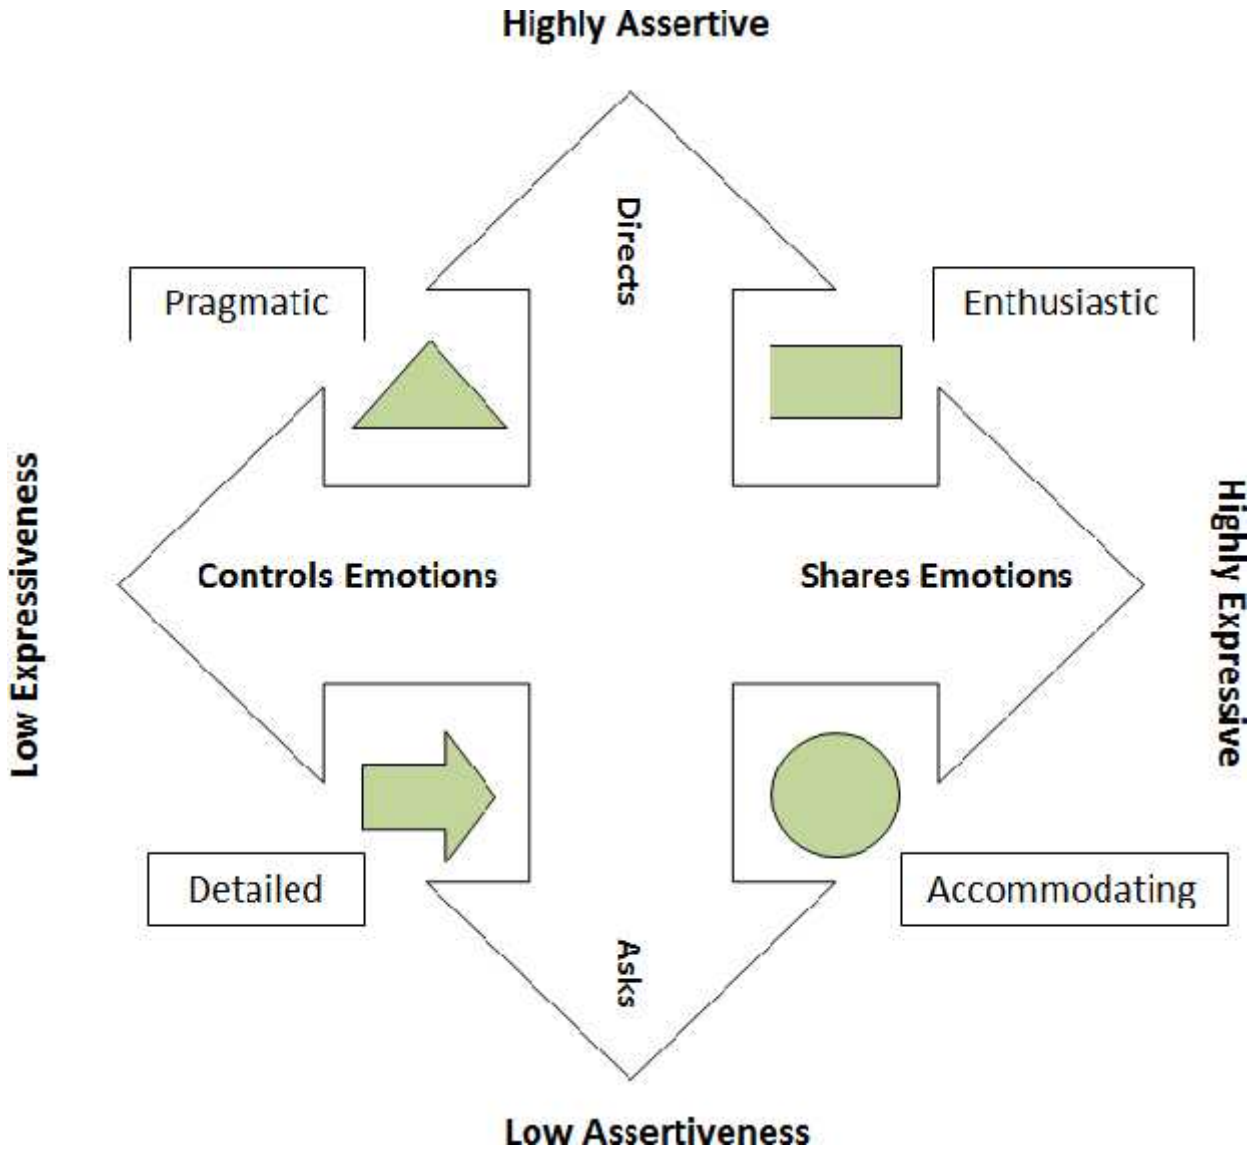 Highly Assertive
Directs
Pragmatic
Enthusiastic
Low Expressiveness
Controls Emotions
Shares Emotions
Highly Expressive
Detailed
Accommodating
Asks
Low Assertiveness